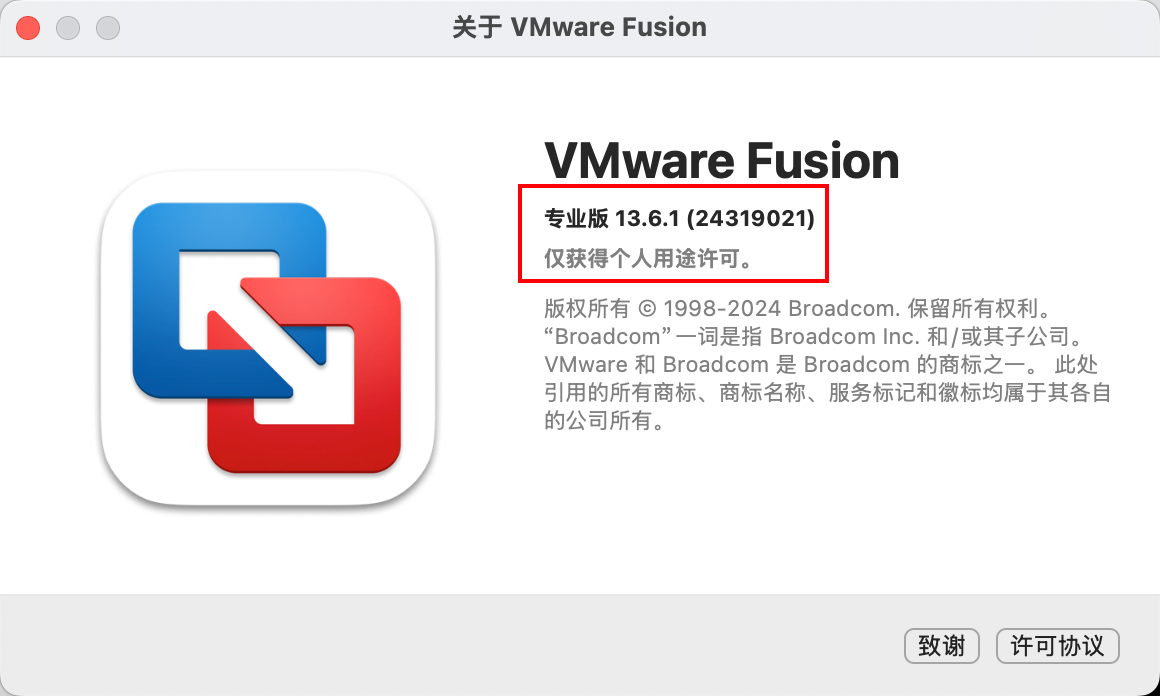 关于 VMware Fusion
VMware Fusion
专业版 13.6.1 (24319021)
仅获得个人用途许可。
版权所有 © 1998-2024 Broadcom. 保留所有权利。
“Broadcom” 一词是指 Broadcom Inc. 和/或其子公司。
VMware 和 Broadcom 是 Broadcom 的商标之一。 此处
引用的所有商标、商标名称、服务标记和徽标均属于其各自
的公司所有。
致谢
许可协议